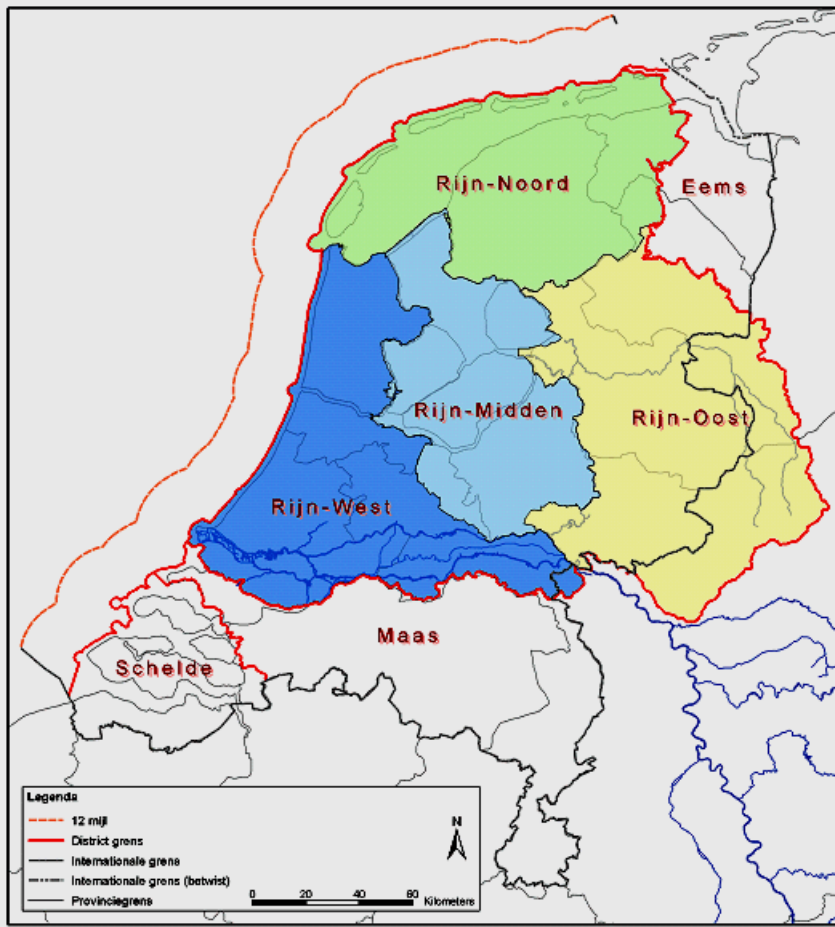 Rijn-Noord
Eems
Rijn-Midden
Rijn-Oost
Rijn-West
Maas
Schelde
Legenda
12 mijl
District grens
Internationale grens
Internationale grens (betwist)
Provinciegrens
N
0 20 40 60 Kilometers